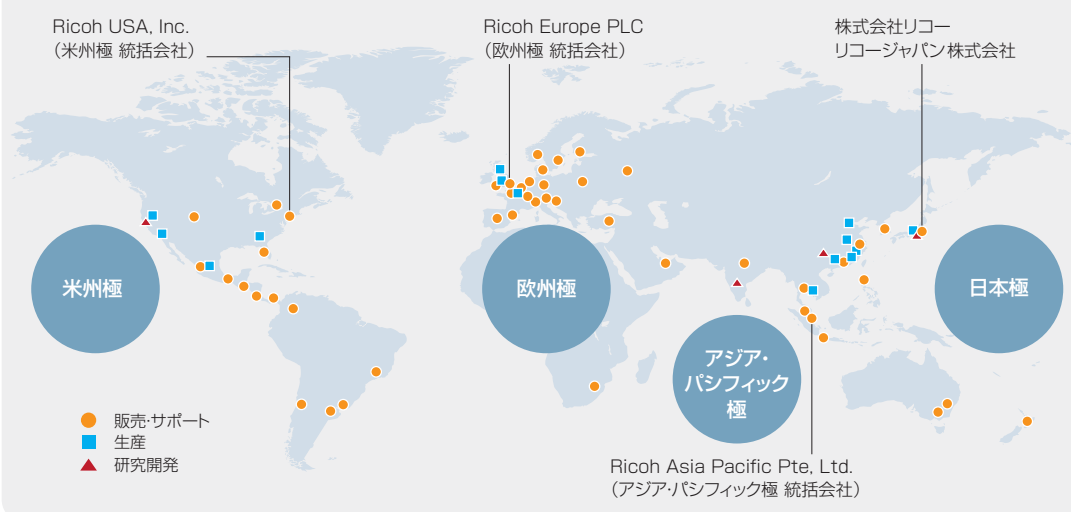 Ricoh USA, Inc.
（米州極 統括会社）
Ricoh Europe PLC
（欧州極 統括会社）
株式会社リコー
リコージャパン株式会社
米州極
欧州極
日本極
アジア・
パシフィック
極
販売・サポート
生産
研究開発
Ricoh Asia Pacific Pte, Ltd.
（アジア・パシフィック極 統括会社）